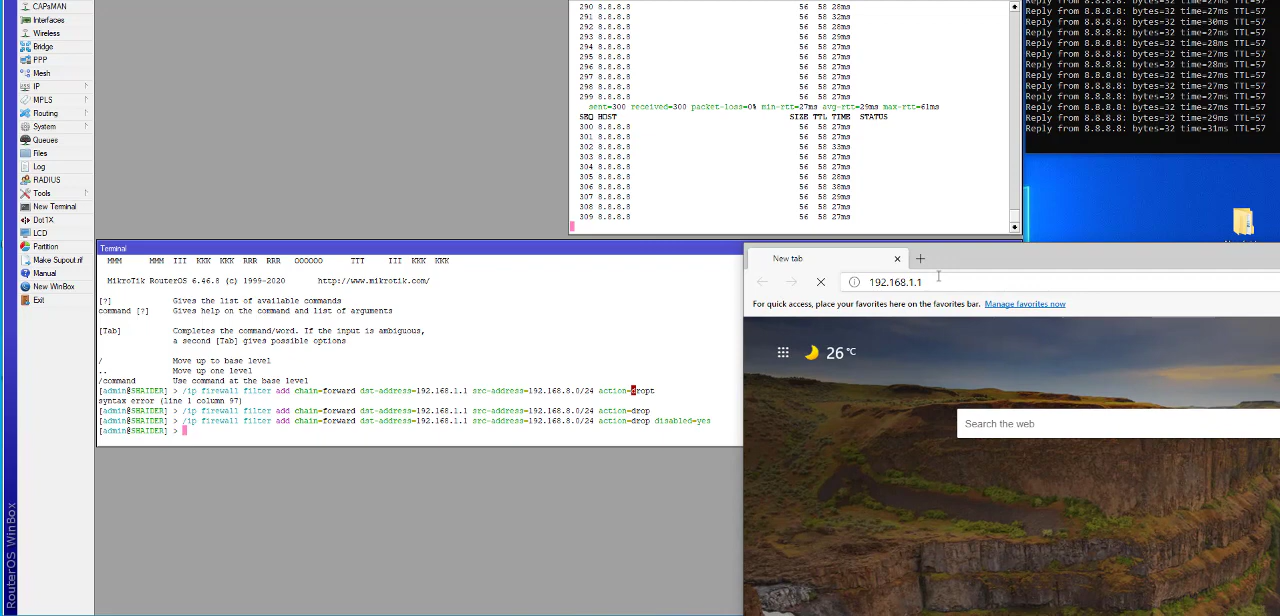 CAPsMAN
Interfaces
Wireless
Bridge
PPP
Mesh
IP
MPLS
Routing
System
Queues
Files
Log
RADIUS
Tools
New Terminal
Dot1X
LCD
Partition
Make Supout.rif
Manual
New WinBox
Exit
RouterOS WinBox
290 8.8.8.8 56 58 28ms
291 8.8.8.8 56 58 32ms
292 8.8.8.8 56 58 28ms
293 8.8.8.8 56 58 29ms
294 8.8.8.8 56 58 27ms
295 8.8.8.8 56 58 27ms
296 8.8.8.8 56 58 27ms
297 8.8.8.8 56 58 27ms
298 8.8.8.8 56 58 27ms
299 8.8.8.8 56 58 27ms
sent=300 received=300 packet-loss=0% min-rtt=27ms avg-rtt=29ms max-rtt=61ms
SEQ HOST SIZE TTL TIME STATUS
300 8.8.8.8 56 58 27ms
301 8.8.8.8 56 58 27ms
302 8.8.8.8 56 58 33ms
303 8.8.8.8 56 58 27ms
304 8.8.8.8 56 58 27ms
305 8.8.8.8 56 58 28ms
306 8.8.8.8 56 58 38ms
307 8.8.8.8 56 58 29ms
308 8.8.8.8 56 58 27ms
309 8.8.8.8 56 58 27ms
Reply from 8.8.8.8: bytes=32 time=27ms TTL=57
Reply from 8.8.8.8: bytes=32 time=30ms TTL=57
Reply from 8.8.8.8: bytes=32 time=27ms TTL=57
Reply from 8.8.8.8: bytes=32 time=28ms TTL=57
Reply from 8.8.8.8: bytes=32 time=27ms TTL=57
Reply from 8.8.8.8: bytes=32 time=28ms TTL=57
Reply from 8.8.8.8: bytes=32 time=27ms TTL=57
Reply from 8.8.8.8: bytes=32 time=27ms TTL=57
Reply from 8.8.8.8: bytes=32 time=27ms TTL=57
Reply from 8.8.8.8: bytes=32 time=29ms TTL=57
Reply from 8.8.8.8: bytes=32 time=31ms TTL=57
Terminal
MMM MMM III KKK KKK RRR RRR OOOOOO TTT III KKK KKK
MikroTik RouterOS 6.46.8 (c) 1999-2020 http://www.mikrotik.com/
[?] Gives the list of available commands
command [?] Gives help on the command and list of arguments
[Tab] Completes the command/word. If the input is ambiguous,
a second [Tab] gives possible options
/ Move up to base level
.. Move up one level
/command Use command at the base level
[admin@SHAIDER] > /ip firewall filter add chain=forward dst-address=192.168.1.1 src-address=192.168.8.0/24 action=dropt
syntax error (line 1 column 97)
[admin@SHAIDER] > /ip firewall filter add chain=forward dst-address=192.168.1.1 src-address=192.168.8.0/24 action=drop
[admin@SHAIDER] > /ip firewall filter add chain=forward dst-address=192.168.1.1 src-address=192.168.8.0/24 action=drop disabled=yes
[admin@SHAIDER] >
New tab
192.168.1.1
For quick access, place your favorites here on the favorites bar. Manage favorites now
26 °C
Search the web